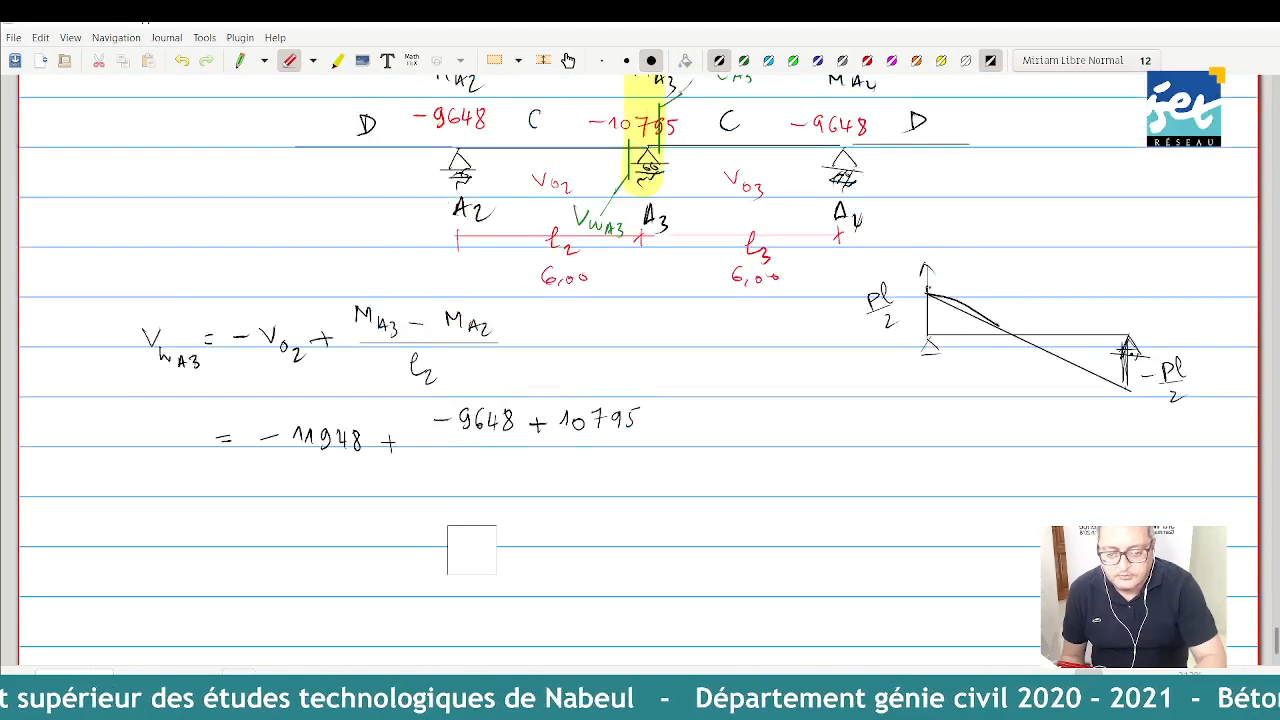 File Edit View Navigation Journal Tools Plugin Help
Miriam Libre Normal 12
iset
RÉSEAU
D -9648 C -10795 C -9648 D
V02 V03
A2 VwA3 A3 A4
l2 l3
6,00 6,00
VwA3 = - V02 + MA3 - MA2 / l2
Pl/2
-Pl/2
= - 11948 + -9648 + 10795
t supérieur des études technologiques de Nabeul - Département génie civil 2020 - 2021 - Béto